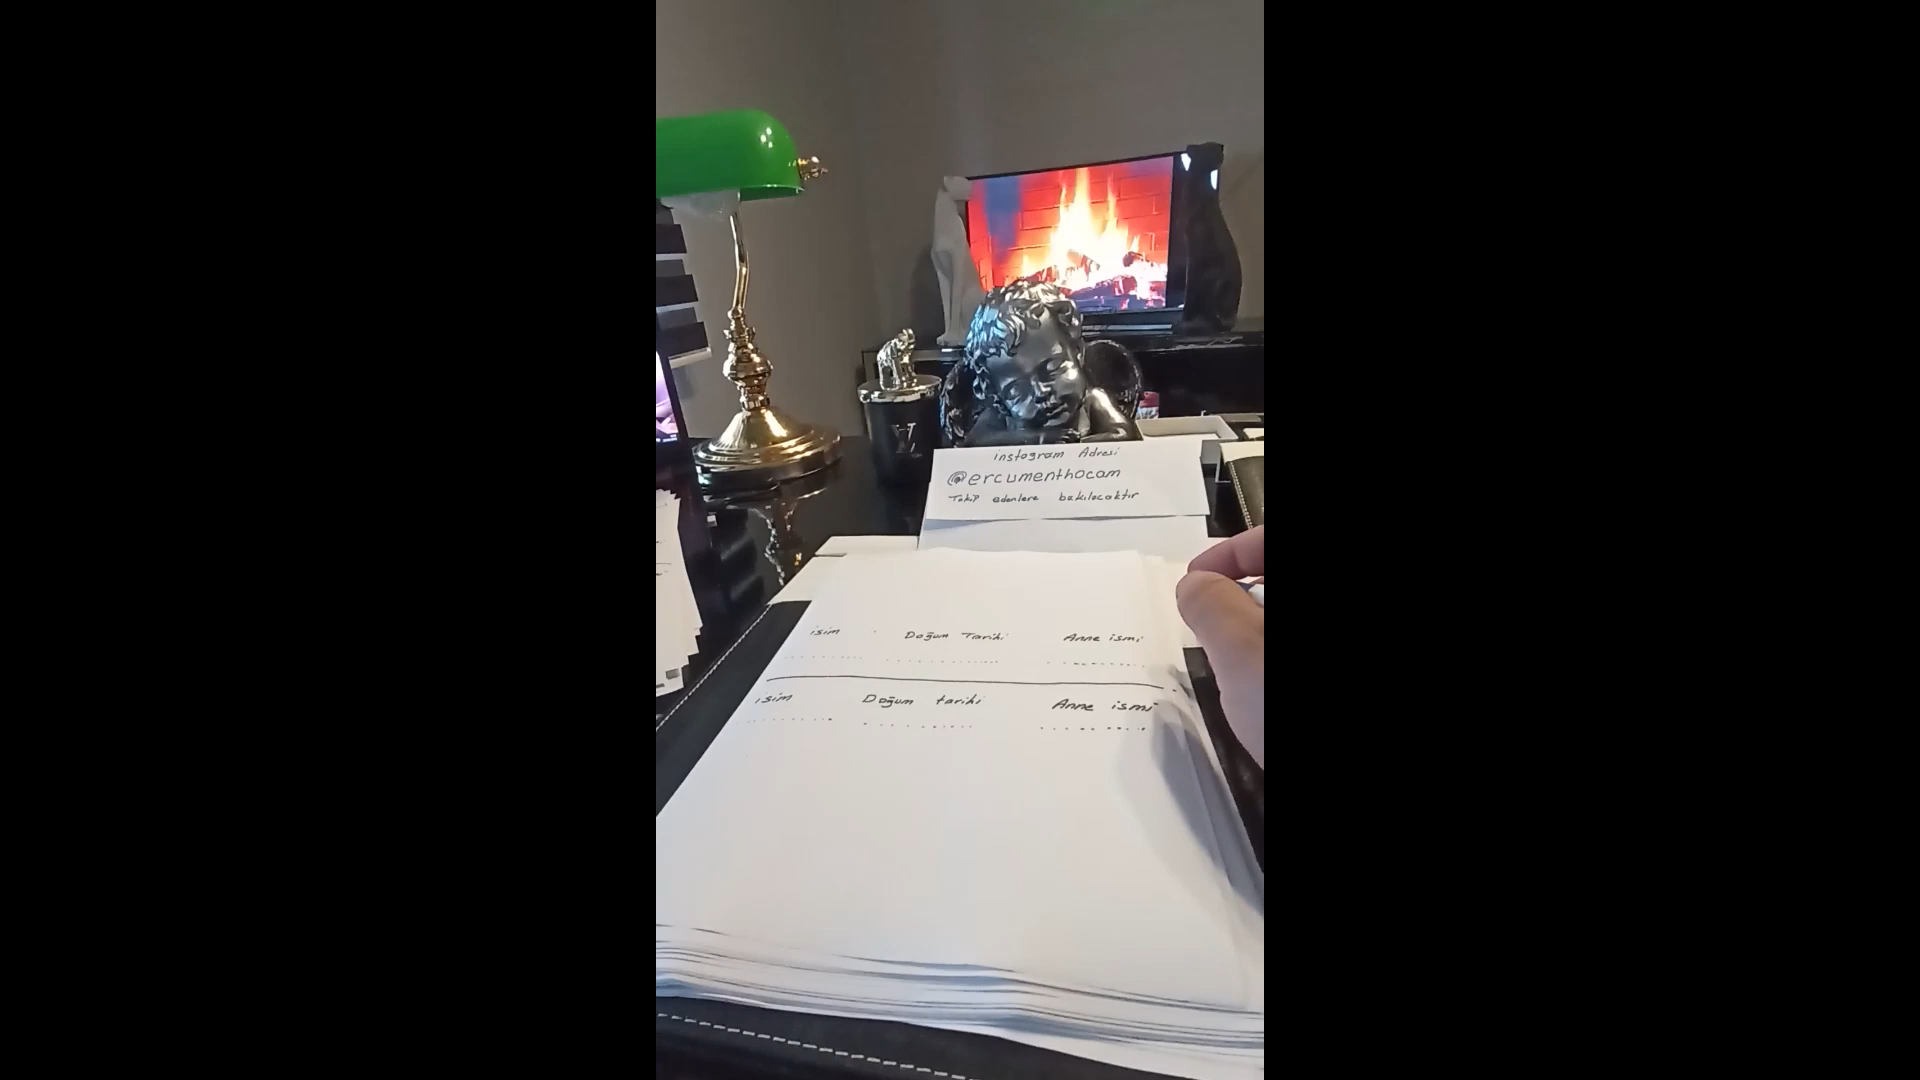 instagram Adresi
@ercumenthocam
Takip edenlere bakılacaktır
isim Doğum Tarihi Anne ismi
isim Doğum tarihi Anne ismi